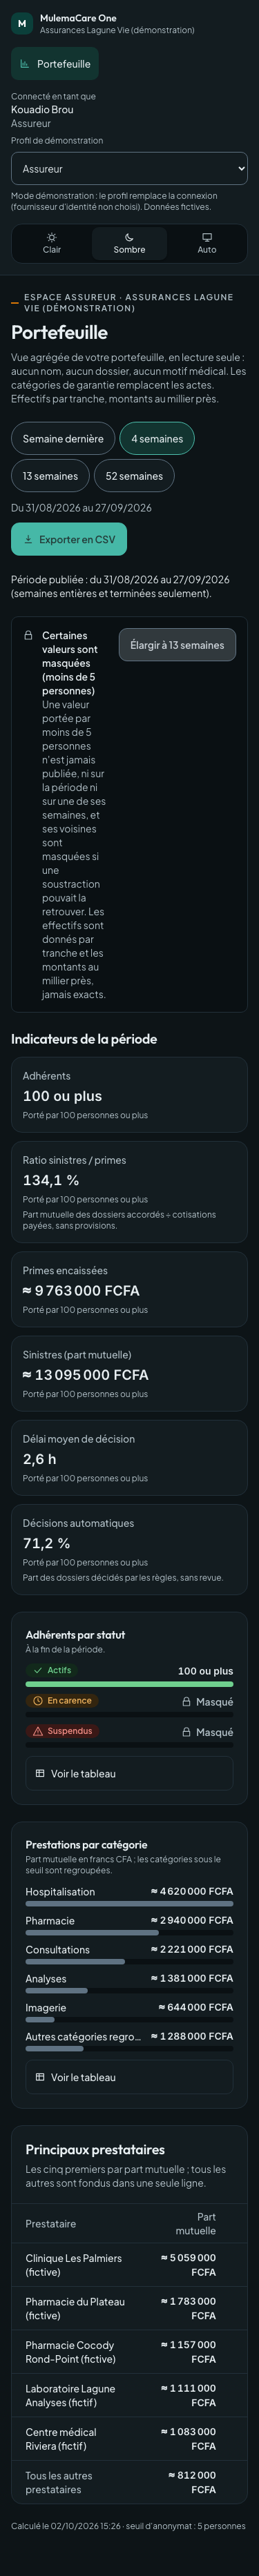 M
MulemaCare One
Assurances Lagune Vie (démonstration)
Portefeuille
Connecté en tant que
Kouadio Brou
Assureur
Profil de démonstration
Assureur
Mode démonstration : le profil remplace la connexion
(fournisseur d'identité non choisi). Données fictives.
Clair
Sombre
Auto
ESPACE ASSUREUR · ASSURANCES LAGUNE
VIE (DÉMONSTRATION)
Portefeuille
Vue agrégée de votre portefeuille, en lecture seule :
aucun nom, aucun dossier, aucun motif médical. Les
catégories de garantie remplacent les actes.
Effectifs par tranche, montants au millier près.
Semaine dernière
4 semaines
13 semaines
52 semaines
Du 31/08/2026 au 27/09/2026
Exporter en CSV
Période publiée : du 31/08/2026 au 27/09/2026
(semaines entières et terminées seulement).
Certaines
valeurs sont
masquées
(moins de 5
personnes)
Élargir à 13 semaines
Une valeur
portée par
moins de 5
personnes
n'est jamais
publiée, ni sur
la période ni
sur une de ses
semaines, et
ses voisines
sont
masquées si
une
soustraction
pouvait la
retrouver. Les
effectifs sont
donnés par
tranche et les
montants au
millier près,
jamais exacts.
Indicateurs de la période
Adhérents
100 ou plus
Porté par 100 personnes ou plus
Ratio sinistres / primes
134,1 %
Porté par 100 personnes ou plus
Part mutuelle des dossiers accordés ÷ cotisations
payées, sans provisions.
Primes encaissées
≈ 9 763 000 FCFA
Porté par 100 personnes ou plus
Sinistres (part mutuelle)
≈ 13 095 000 FCFA
Porté par 100 personnes ou plus
Délai moyen de décision
2,6 h
Porté par 100 personnes ou plus
Décisions automatiques
71,2 %
Porté par 100 personnes ou plus
Part des dossiers décidés par les règles, sans revue.
Adhérents par statut
À la fin de la période.
Actifs 100 ou plus
En carence Masqué
Suspendus Masqué
Voir le tableau
Prestations par catégorie
Part mutuelle en francs CFA ; les catégories sous le
seuil sont regroupées.
Hospitalisation ≈ 4 620 000 FCFA
Pharmacie ≈ 2 940 000 FCFA
Consultations ≈ 2 221 000 FCFA
Analyses ≈ 1 381 000 FCFA
Imagerie ≈ 644 000 FCFA
Autres catégories regro... ≈ 1 288 000 FCFA
Voir le tableau
Principaux prestataires
Les cinq premiers par part mutuelle ; tous les
autres sont fondus dans une seule ligne.
Prestataire Part
mutuelle
Clinique Les Palmiers ≈ 5 059 000
(fictive) FCFA
Pharmacie du Plateau ≈ 1 783 000
(fictive) FCFA
Pharmacie Cocody ≈ 1 157 000
Rond-Point (fictive) FCFA
Laboratoire Lagune ≈ 1 111 000
Analyses (fictif) FCFA
Centre médical ≈ 1 083 000
Riviera (fictif) FCFA
Tous les autres ≈ 812 000
prestataires FCFA
Calculé le 02/10/2026 15:26 · seuil d'anonymat : 5 personnes